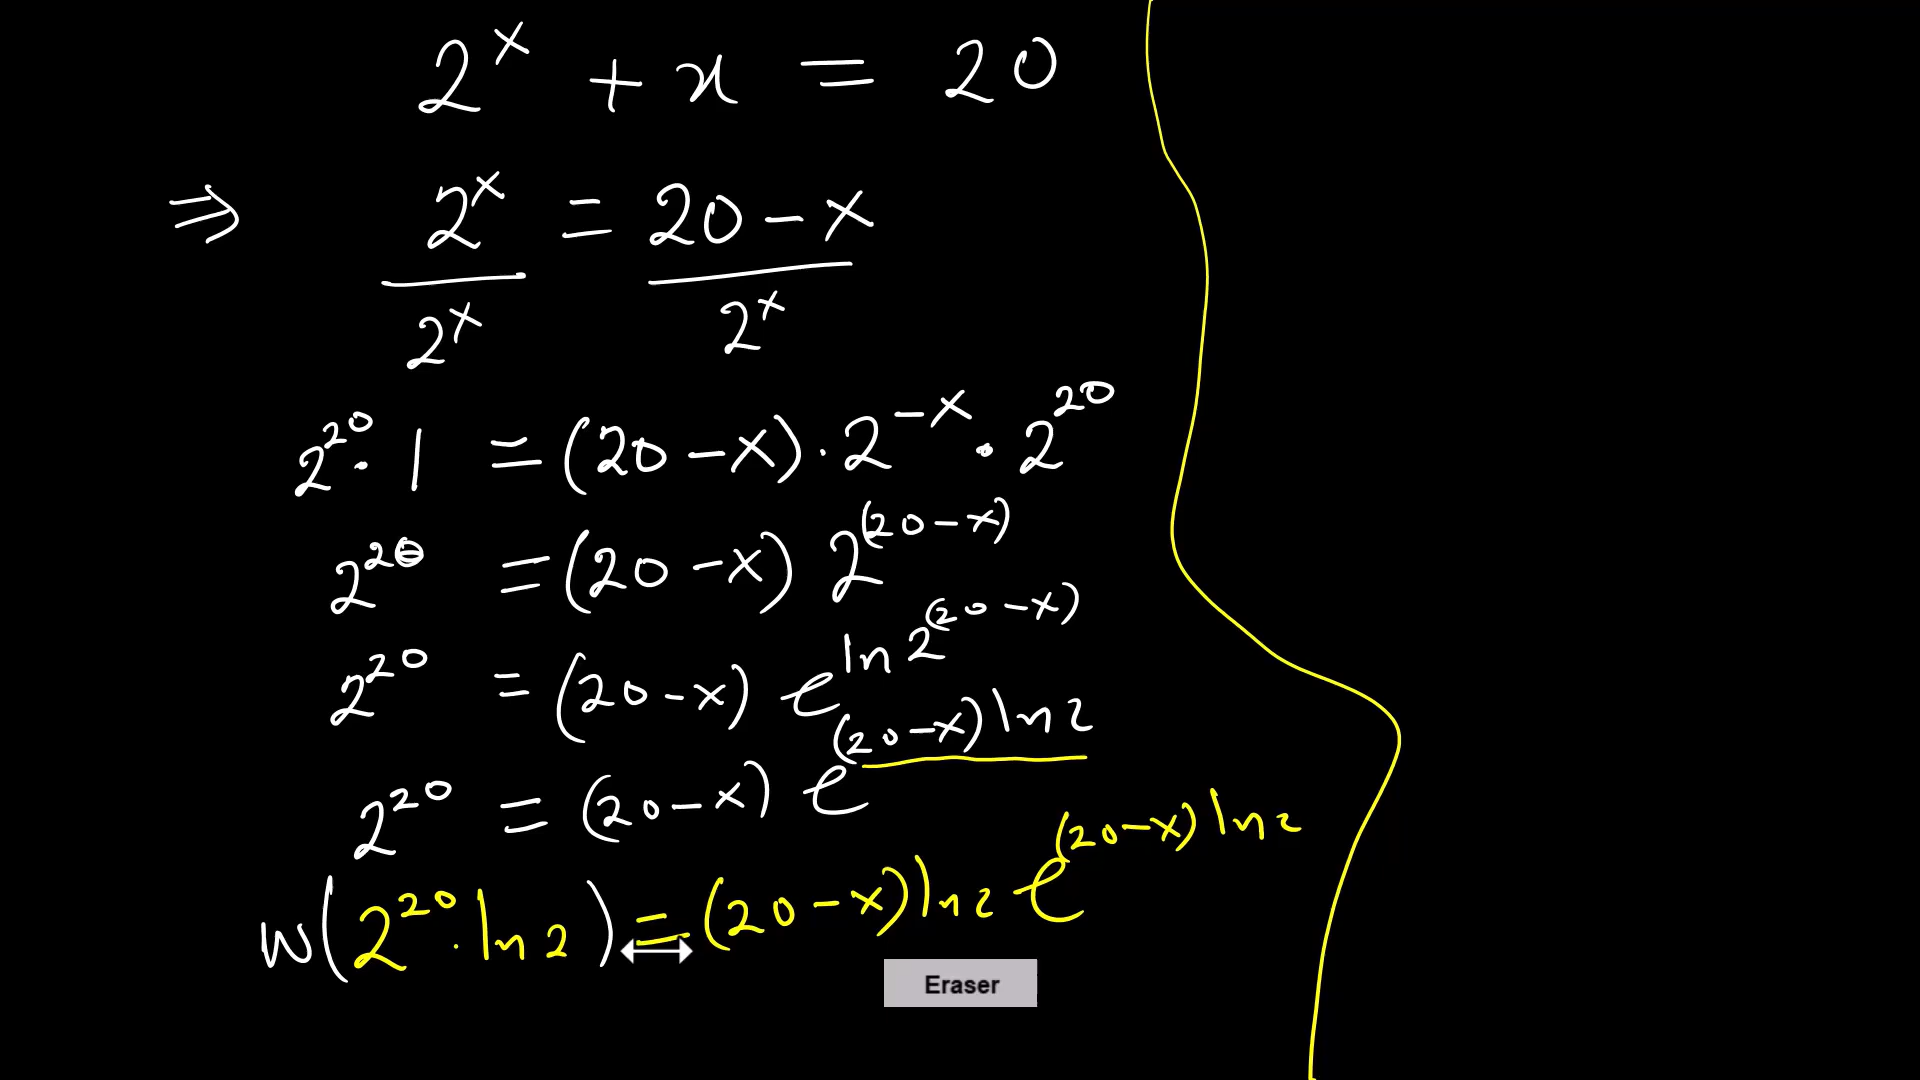 2^x + x = 20
⇒ 2^x / 2^x = 20 - x / 2^x
2^20 · 1 = (20 - x) · 2^-x · 2^20
2^20 = (20 - x) 2^(20 - x)
2^20 = (20 - x) e^ln 2^(20 - x)
2^20 = (20 - x) e^(20 - x) ln 2
W(2^20 · ln 2) = (20 - x) ln 2 e^(20 - x) ln 2
Eraser